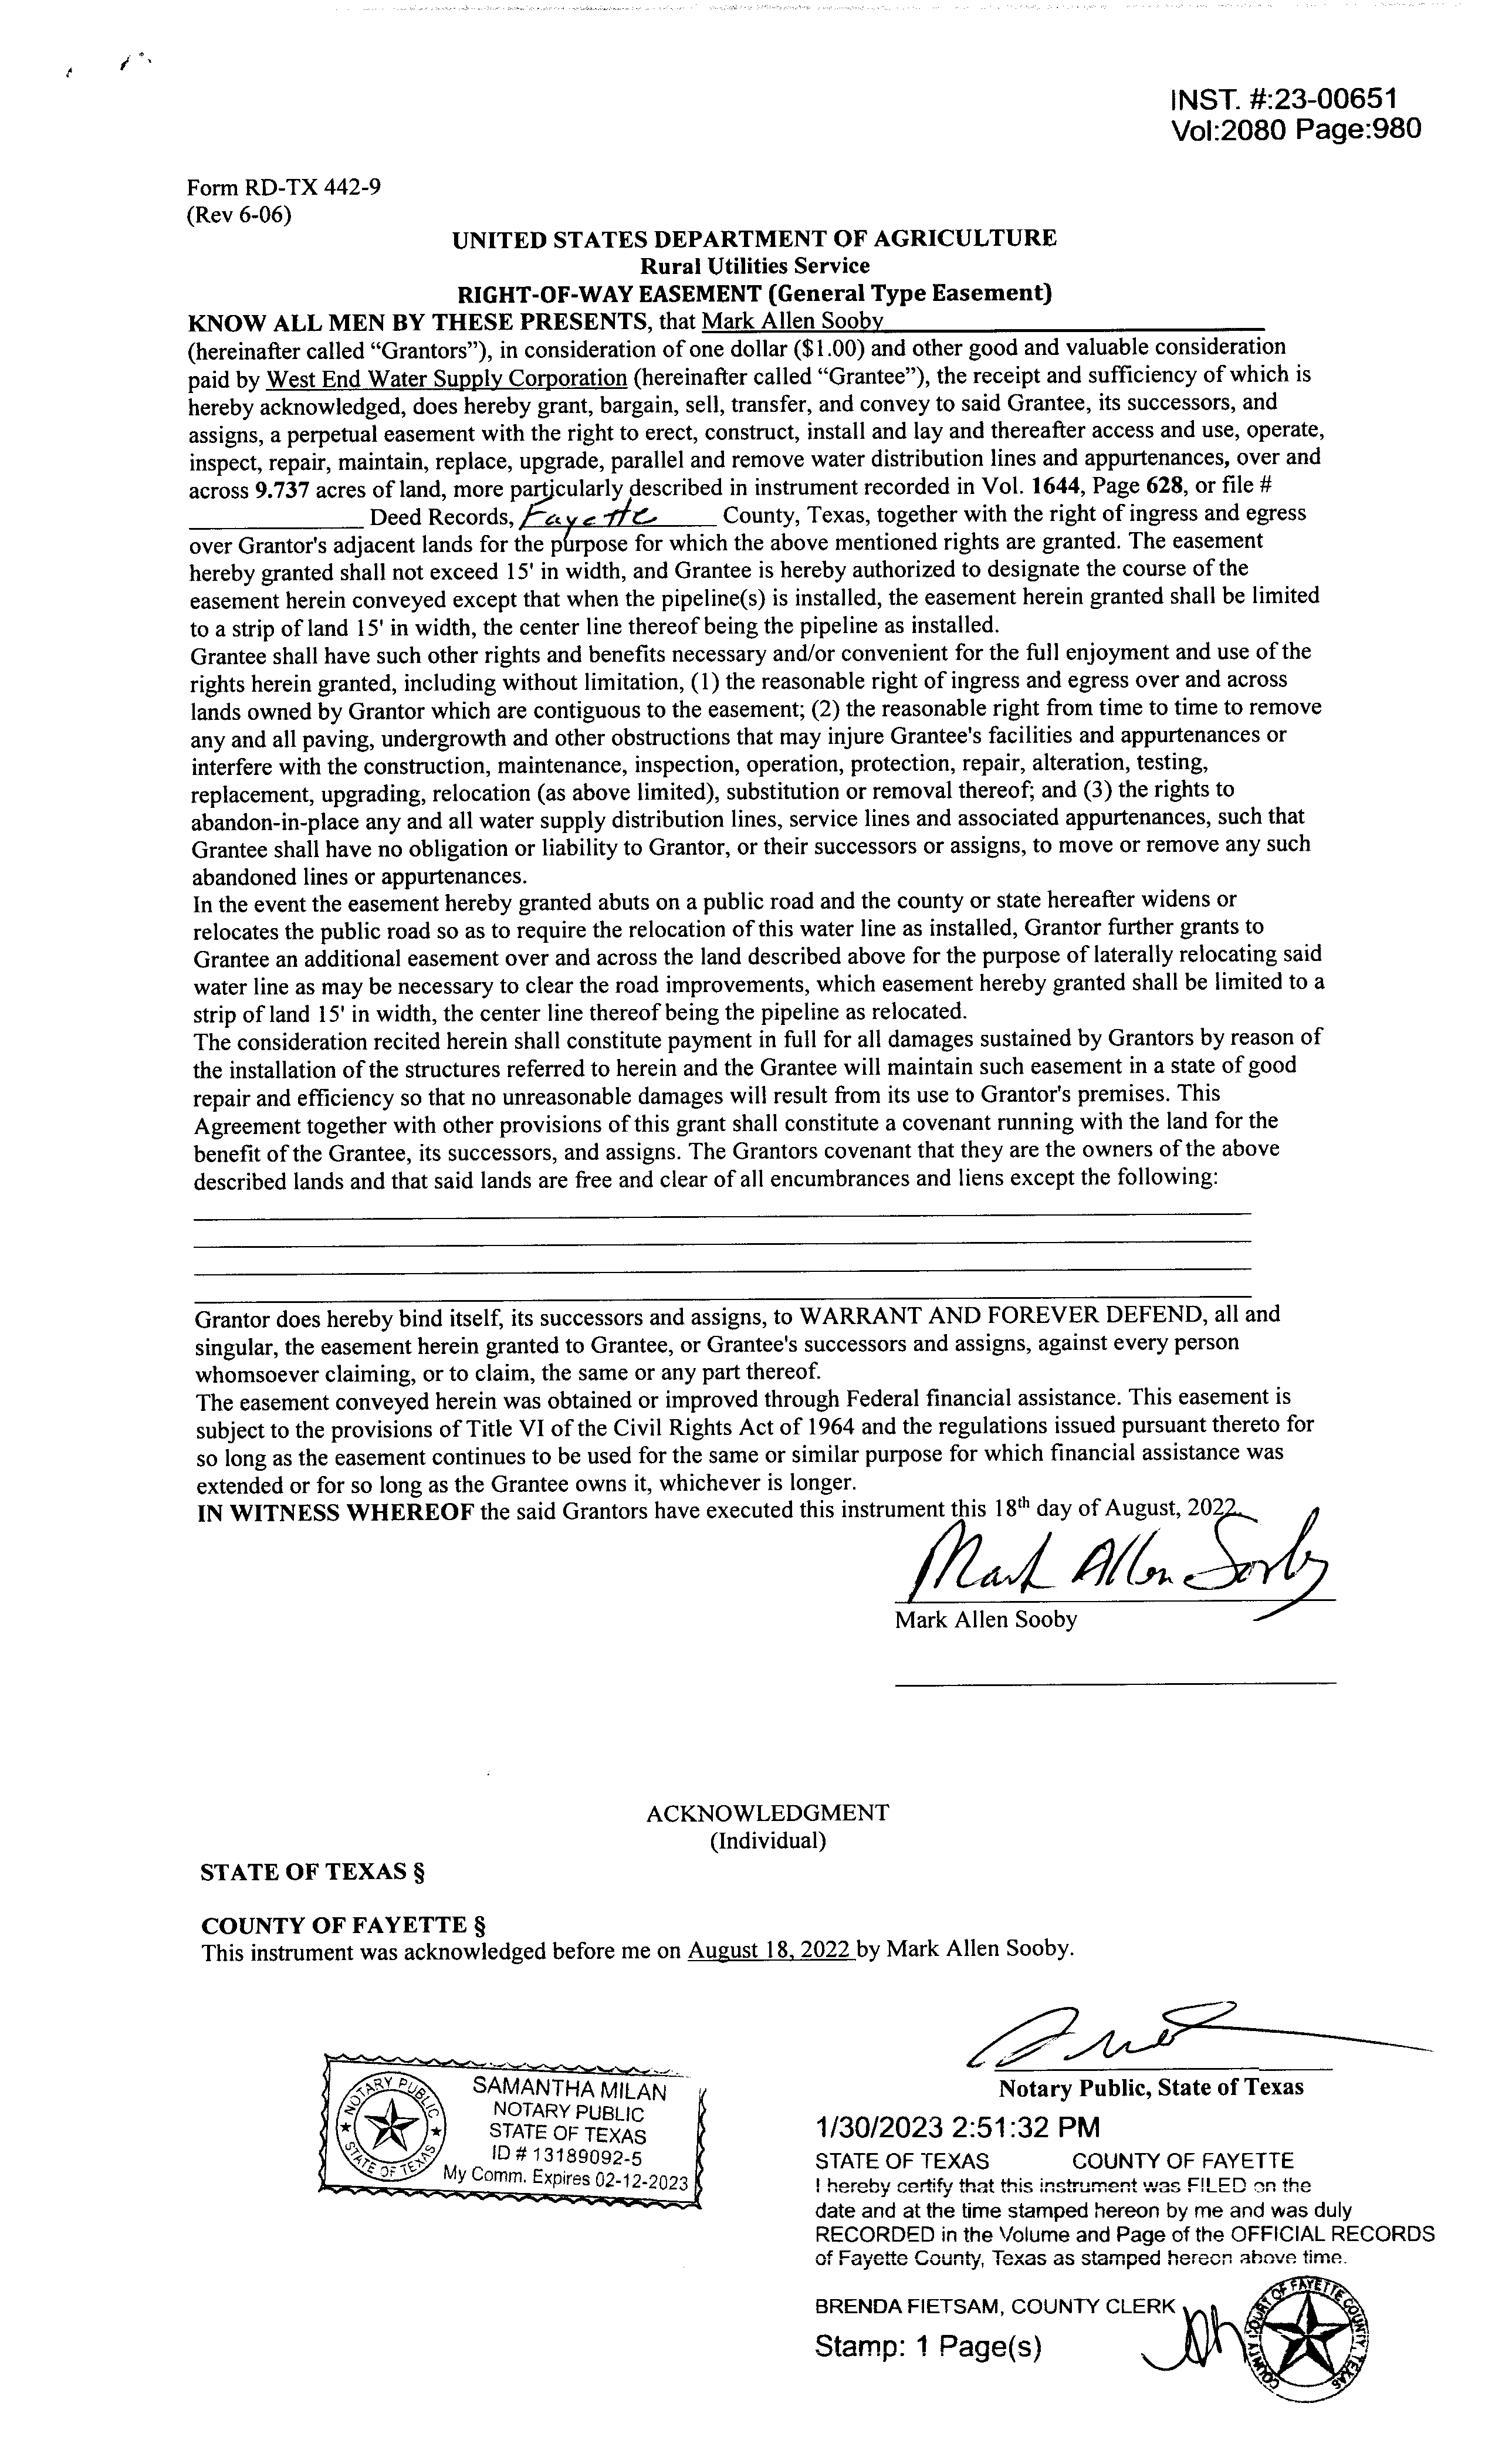 INST. #:23-00651
Vol:2080 Page:980
Form RD-TX 442-9
(Rev 6-06)
UNITED STATES DEPARTMENT OF AGRICULTURE
Rural Utilities Service
RIGHT-OF-WAY EASEMENT (General Type Easement)
KNOW ALL MEN BY THESE PRESENTS, that Mark Allen Sooby
(hereinafter called “Grantors”), in consideration of one dollar ($1.00) and other good and valuable consideration
paid by West End Water Supply Corporation (hereinafter called “Grantee”), the receipt and sufficiency of which is
hereby acknowledged, does hereby grant, bargain, sell, transfer, and convey to said Grantee, its successors, and
assigns, a perpetual easement with the right to erect, construct, install and lay and thereafter access and use, operate,
inspect, repair, maintain, replace, upgrade, parallel and remove water distribution lines and appurtenances, over and
across 9.737 acres of land, more particularly described in instrument recorded in Vol. 1644, Page 628, or file #
Deed Records, Fayette County, Texas, together with the right of ingress and egress
over Grantor's adjacent lands for the purpose for which the above mentioned rights are granted. The easement
hereby granted shall not exceed 15' in width, and Grantee is hereby authorized to designate the course of the
easement herein conveyed except that when the pipeline(s) is installed, the easement herein granted shall be limited
to a strip of land 15' in width, the center line thereof being the pipeline as installed.
Grantee shall have such other rights and benefits necessary and/or convenient for the full enjoyment and use of the
rights herein granted, including without limitation, (1) the reasonable right of ingress and egress over and across
lands owned by Grantor which are contiguous to the easement; (2) the reasonable right from time to time to remove
any and all paving, undergrowth and other obstructions that may injure Grantee's facilities and appurtenances or
interfere with the construction, maintenance, inspection, operation, protection, repair, alteration, testing,
replacement, upgrading, relocation (as above limited), substitution or removal thereof; and (3) the rights to
abandon-in-place any and all water supply distribution lines, service lines and associated appurtenances, such that
Grantee shall have no obligation or liability to Grantor, or their successors or assigns, to move or remove any such
abandoned lines or appurtenances.
In the event the easement hereby granted abuts on a public road and the county or state hereafter widens or
relocates the public road so as to require the relocation of this water line as installed, Grantor further grants to
Grantee an additional easement over and across the land described above for the purpose of laterally relocating said
water line as may be necessary to clear the road improvements, which easement hereby granted shall be limited to a
strip of land 15' in width, the center line thereof being the pipeline as relocated.
The consideration recited herein shall constitute payment in full for all damages sustained by Grantors by reason of
the installation of the structures referred to herein and the Grantee will maintain such easement in a state of good
repair and efficiency so that no unreasonable damages will result from its use to Grantor's premises. This
Agreement together with other provisions of this grant shall constitute a covenant running with the land for the
benefit of the Grantee, its successors, and assigns. The Grantors covenant that they are the owners of the above
described lands and that said lands are free and clear of all encumbrances and liens except the following:
Grantor does hereby bind itself, its successors and assigns, to WARRANT AND FOREVER DEFEND, all and
singular, the easement herein granted to Grantee, or Grantee's successors and assigns, against every person
whomsoever claiming, or to claim, the same or any part thereof.
The easement conveyed herein was obtained or improved through Federal financial assistance. This easement is
subject to the provisions of Title VI of the Civil Rights Act of 1964 and the regulations issued pursuant thereto for
so long as the easement continues to be used for the same or similar purpose for which financial assistance was
extended or for so long as the Grantee owns it, whichever is longer.
IN WITNESS WHEREOF the said Grantors have executed this instrument this 18th day of August, 2022.
Mark Allen Sooby
Mark Allen Sooby
ACKNOWLEDGMENT
(Individual)
STATE OF TEXAS §
COUNTY OF FAYETTE §
This instrument was acknowledged before me on August 18, 2022 by Mark Allen Sooby.
Notary Public, State of Texas
NOTARY PUBLIC
STATE OF TEXAS
SAMANTHA MILAN
NOTARY PUBLIC
STATE OF TEXAS
ID # 13189092-5
My Comm. Expires 02-12-2023
1/30/2023 2:51:32 PM
STATE OF TEXAS COUNTY OF FAYETTE
I hereby certify that this instrument was FILED on the
date and at the time stamped hereon by me and was duly
RECORDED in the Volume and Page of the OFFICIAL RECORDS
of Fayette County, Texas as stamped hereon above time.
BRENDA FIETSAM, COUNTY CLERK
Stamp: 1 Page(s)
COUNTY COURT OF FAYETTE COUNTY, TEXAS